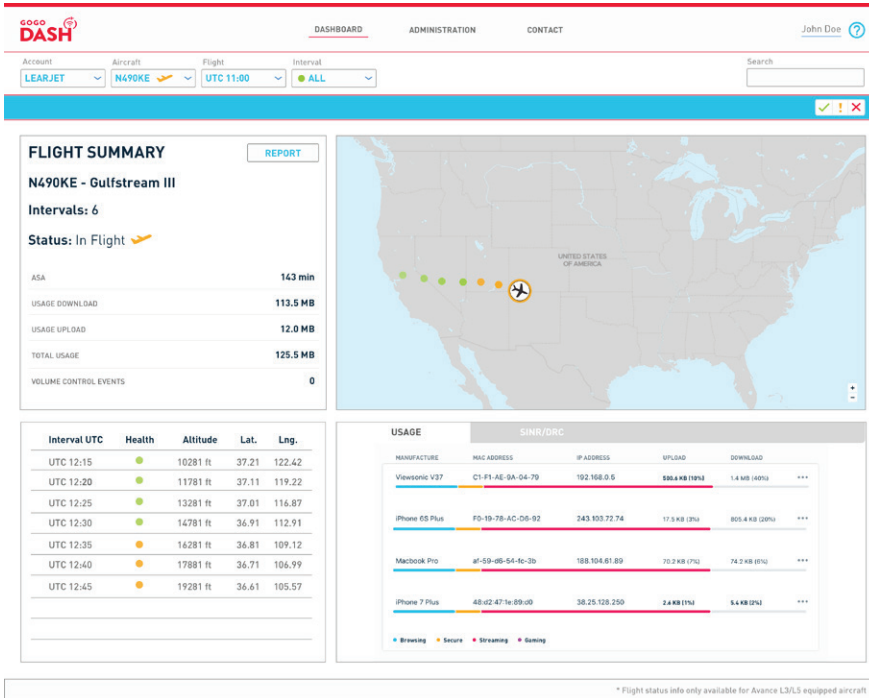 GOGO
DASH
DASHBOARD ADMINISTRATION CONTACT
John Doe ?
Account Aircraft Flight Interval Search
LEARJET N490KE UTC 11:00 ALL
FLIGHT SUMMARY REPORT
N490KE - Gulfstream III
Intervals: 6
Status: In Flight
ASA 143 min
USAGE DOWNLOAD 113.5 MB
USAGE UPLOAD 12.0 MB
TOTAL USAGE 125.5 MB
VOLUME CONTROL EVENTS 0
UNITED STATES
OF AMERICA
+
-
Interval UTC Health Altitude Lat. Lng.
UTC 12:15 10281 ft 37.21 122.42
UTC 12:20 11781 ft 37.11 119.22
UTC 12:25 13281 ft 37.01 116.87
UTC 12:30 14781 ft 36.91 112.91
UTC 12:35 16281 ft 36.81 109.12
UTC 12:40 17881 ft 36.71 106.99
UTC 12:45 19281 ft 36.61 105.57
USAGE SINR/DRC
MANUFACTURE MAC ADDRESS IP ADDRESS UPLOAD DOWNLOAD
Viewsonic V37 C1-F1-AE-9A-04-79 192.168.0.5 500.6 KB (10%) 1.4 MB (40%)
iPhone 6S Plus F0-19-78-AC-D6-92 243.103.72.74 17.5 KB (3%) 805.4 KB (20%)
Macbook Pro af-59-d6-54-fc-3b 188.104.61.89 70.2 KB (7%) 74.2 KB (5%)
iPhone 7 Plus 48:d2:47:1e:89:d0 38.25.128.250 2.6 KB (1%) 5.4 KB (2%)
Browsing Secure Streaming Gaming
* Flight status info only available for Avance L3/L5 equipped aircraft